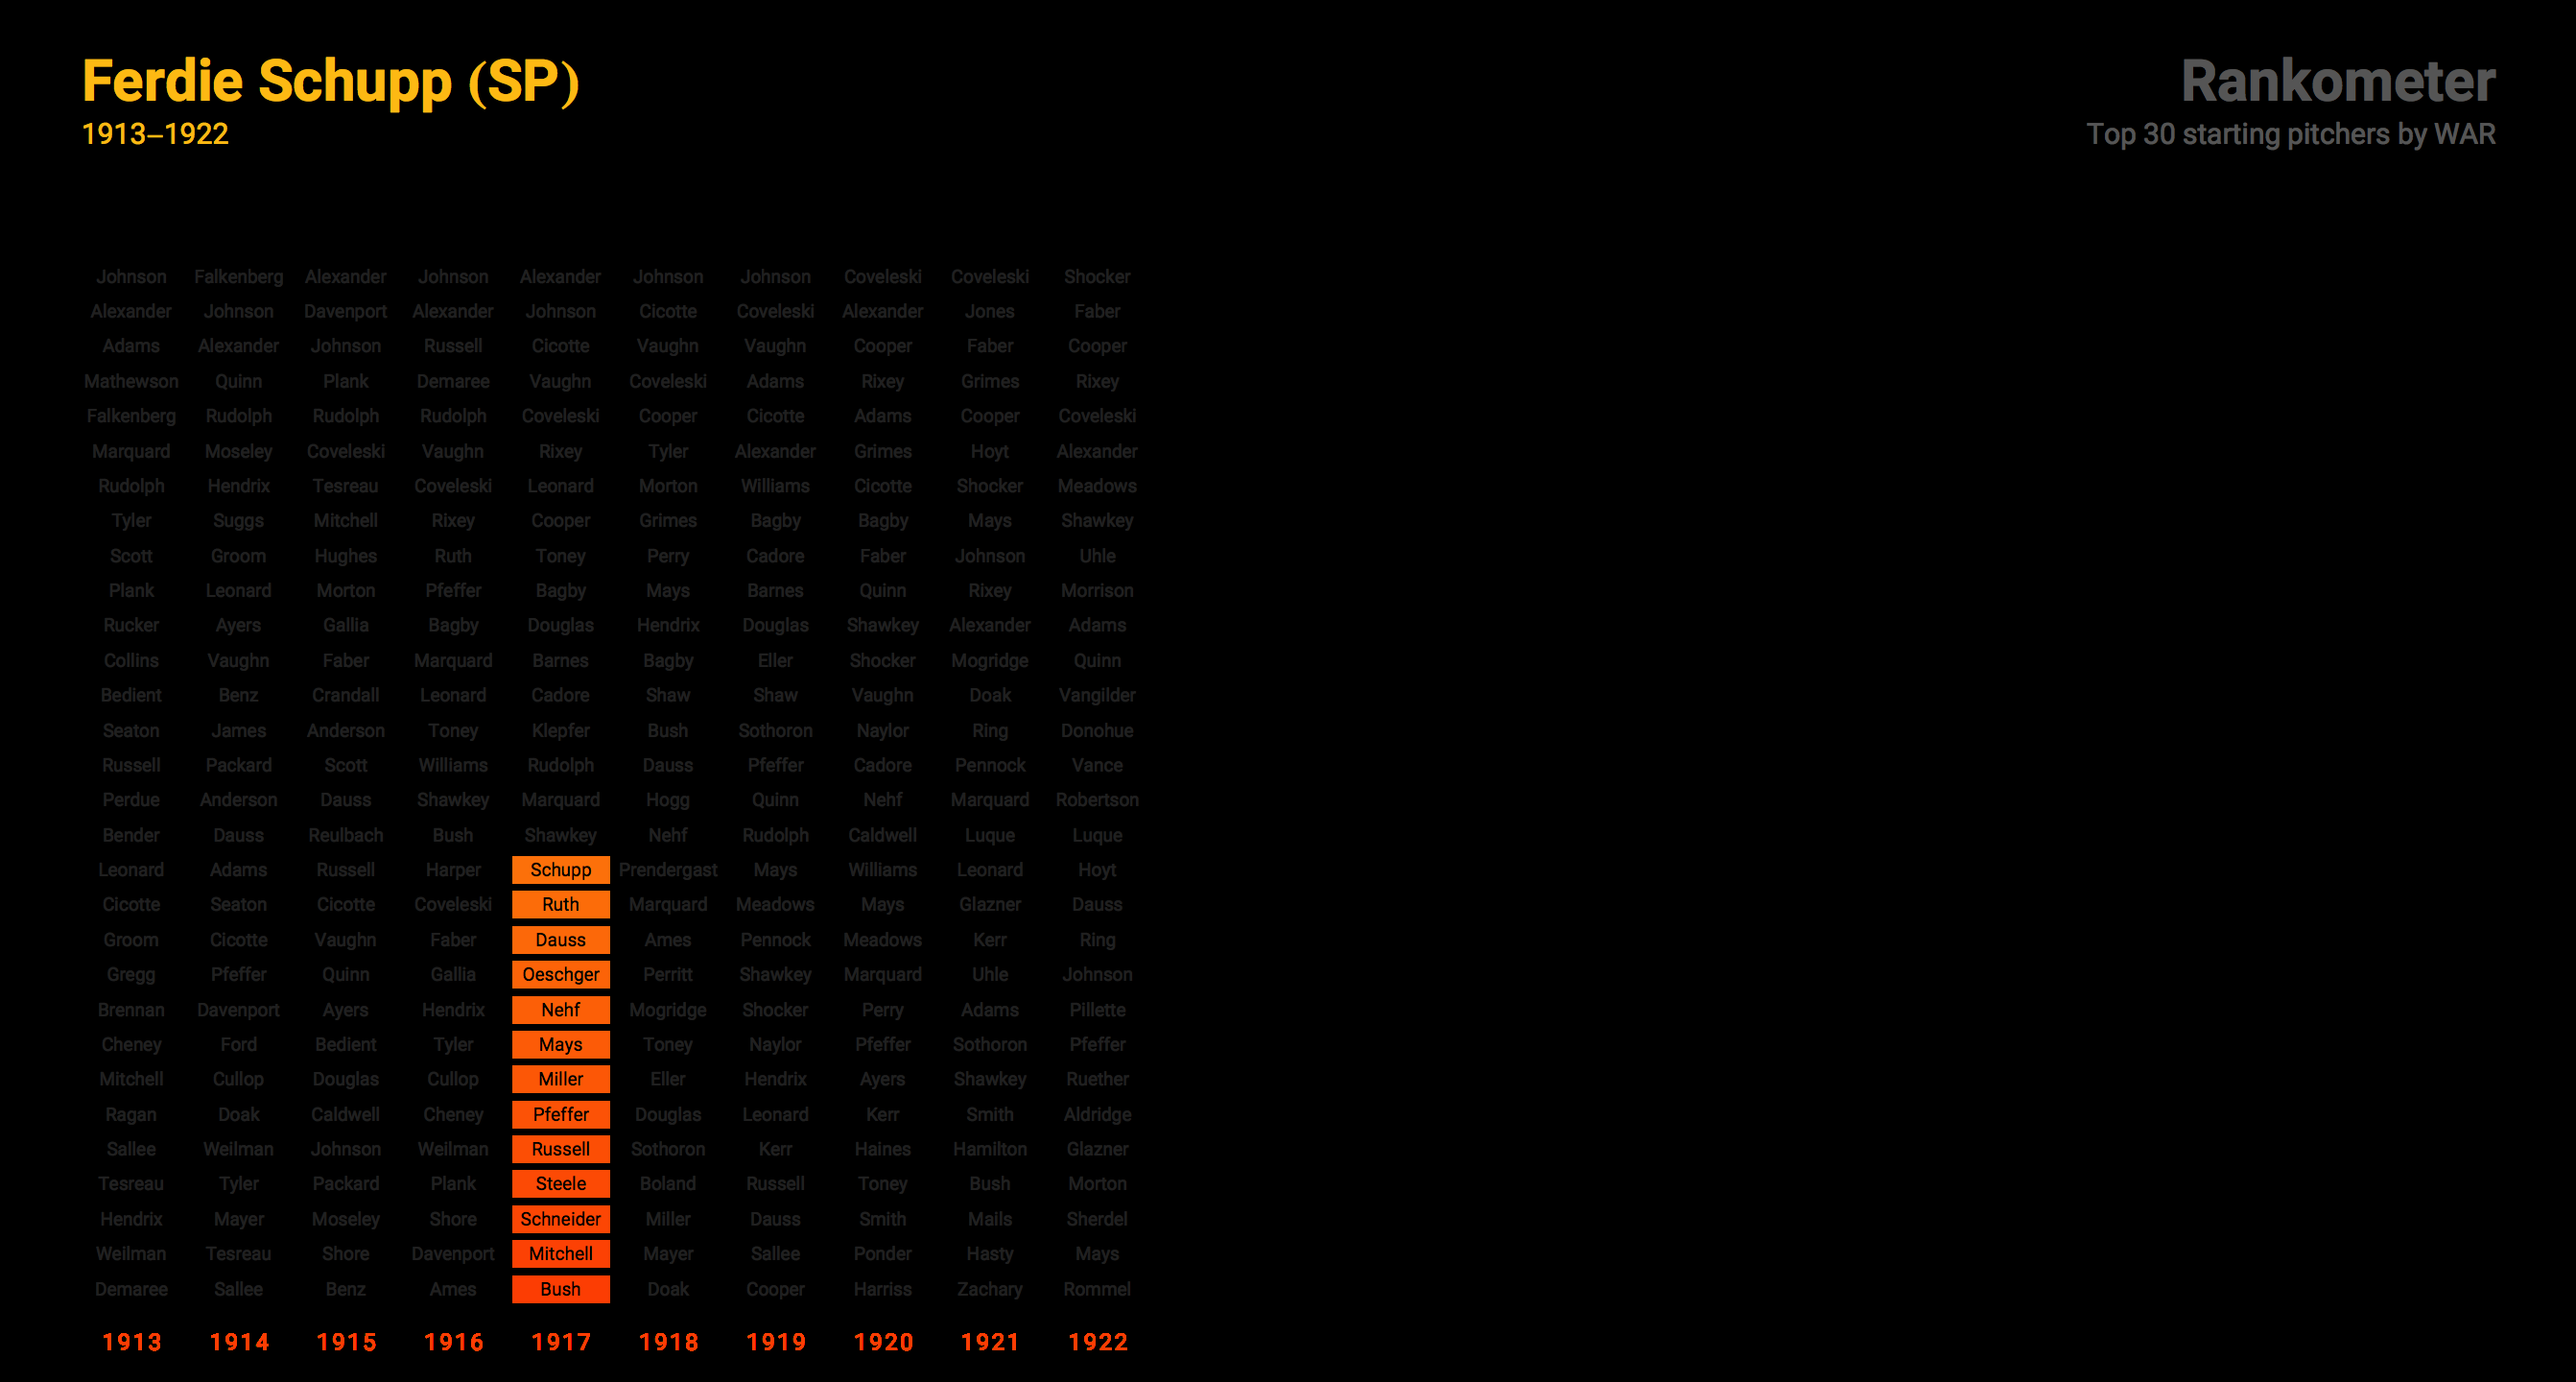 Ferdie Schupp (SP)
1913–1922
Rankometer
Top 30 starting pitchers by WAR
Johnson Falkenberg Alexander Johnson Alexander Johnson Johnson Coveleski Coveleski Shocker
Alexander Johnson Davenport Alexander Johnson Cicotte Coveleski Alexander Jones Faber
Adams Alexander Johnson Russell Cicotte Vaughn Vaughn Cooper Faber Cooper
Mathewson Quinn Plank Demaree Vaughn Coveleski Adams Rixey Grimes Rixey
Falkenberg Rudolph Rudolph Rudolph Coveleski Cooper Cicotte Adams Cooper Coveleski
Marquard Moseley Coveleski Vaughn Rixey Tyler Alexander Grimes Hoyt Alexander
Rudolph Hendrix Tesreau Coveleski Leonard Morton Williams Cicotte Shocker Meadows
Tyler Suggs Mitchell Rixey Cooper Grimes Bagby Bagby Mays Shawkey
Scott Groom Hughes Ruth Toney Perry Cadore Faber Johnson Uhle
Plank Leonard Morton Pfeffer Bagby Mays Barnes Quinn Rixey Morrison
Rucker Ayers Gallia Bagby Douglas Hendrix Douglas Shawkey Alexander Adams
Collins Vaughn Faber Marquard Barnes Bagby Eller Shocker Mogridge Quinn
Bedient Benz Crandall Leonard Cadore Shaw Shaw Vaughn Doak Vangilder
Seaton James Anderson Toney Klepfer Bush Sothoron Naylor Ring Donohue
Russell Packard Scott Williams Rudolph Dauss Pfeffer Cadore Pennock Vance
Perdue Anderson Dauss Shawkey Marquard Hogg Quinn Nehf Marquard Robertson
Bender Dauss Reulbach Bush Shawkey Nehf Rudolph Caldwell Luque Luque
Leonard Adams Russell Harper Schupp Prendergast Mays Williams Leonard Hoyt
Cicotte Seaton Cicotte Coveleski Ruth Marquard Meadows Mays Glazner Dauss
Groom Cicotte Vaughn Faber Dauss Ames Pennock Meadows Kerr Ring
Gregg Pfeffer Quinn Gallia Oeschger Perritt Shawkey Marquard Uhle Johnson
Brennan Davenport Ayers Hendrix Nehf Mogridge Shocker Perry Adams Pillette
Cheney Ford Bedient Tyler Mays Toney Naylor Pfeffer Sothoron Pfeffer
Mitchell Cullop Douglas Cullop Miller Eller Hendrix Ayers Shawkey Ruether
Ragan Doak Caldwell Cheney Pfeffer Douglas Leonard Kerr Smith Aldridge
Sallee Weilman Johnson Weilman Russell Sothoron Kerr Haines Hamilton Glazner
Tesreau Tyler Packard Plank Steele Boland Russell Toney Bush Morton
Hendrix Mayer Moseley Shore Schneider Miller Dauss Smith Mails Sherdel
Weilman Tesreau Shore Davenport Mitchell Mayer Sallee Ponder Hasty Mays
Demaree Sallee Benz Ames Bush Doak Cooper Harriss Zachary Rommel
1913 1914 1915 1916 1917 1918 1919 1920 1921 1922